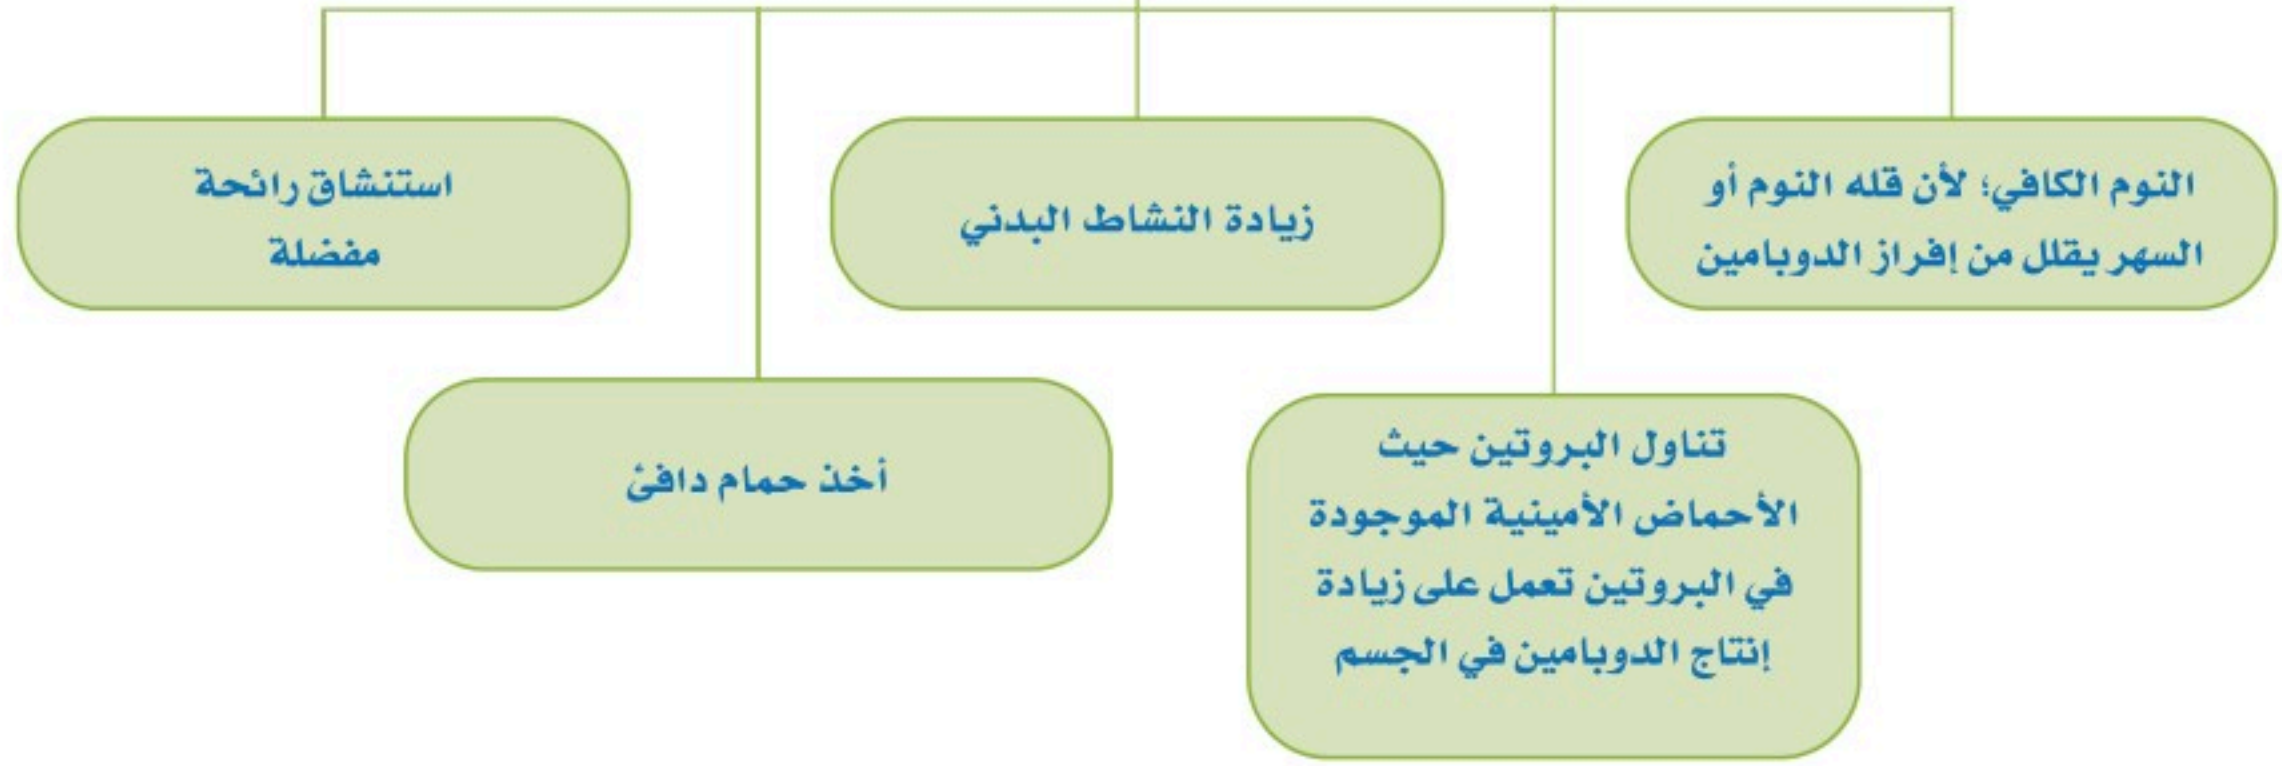 النوم الكافي؛ لأن قله النوم أو
السهر يقلل من إفراز الدوبامين
زيادة النشاط البدني
استنشاق رائحة
مفضلة
تناول البروتين حيث
الأحماض الأمينية الموجودة
في البروتين تعمل على زيادة
إنتاج الدوبامين في الجسم
أخذ حمام دافئ